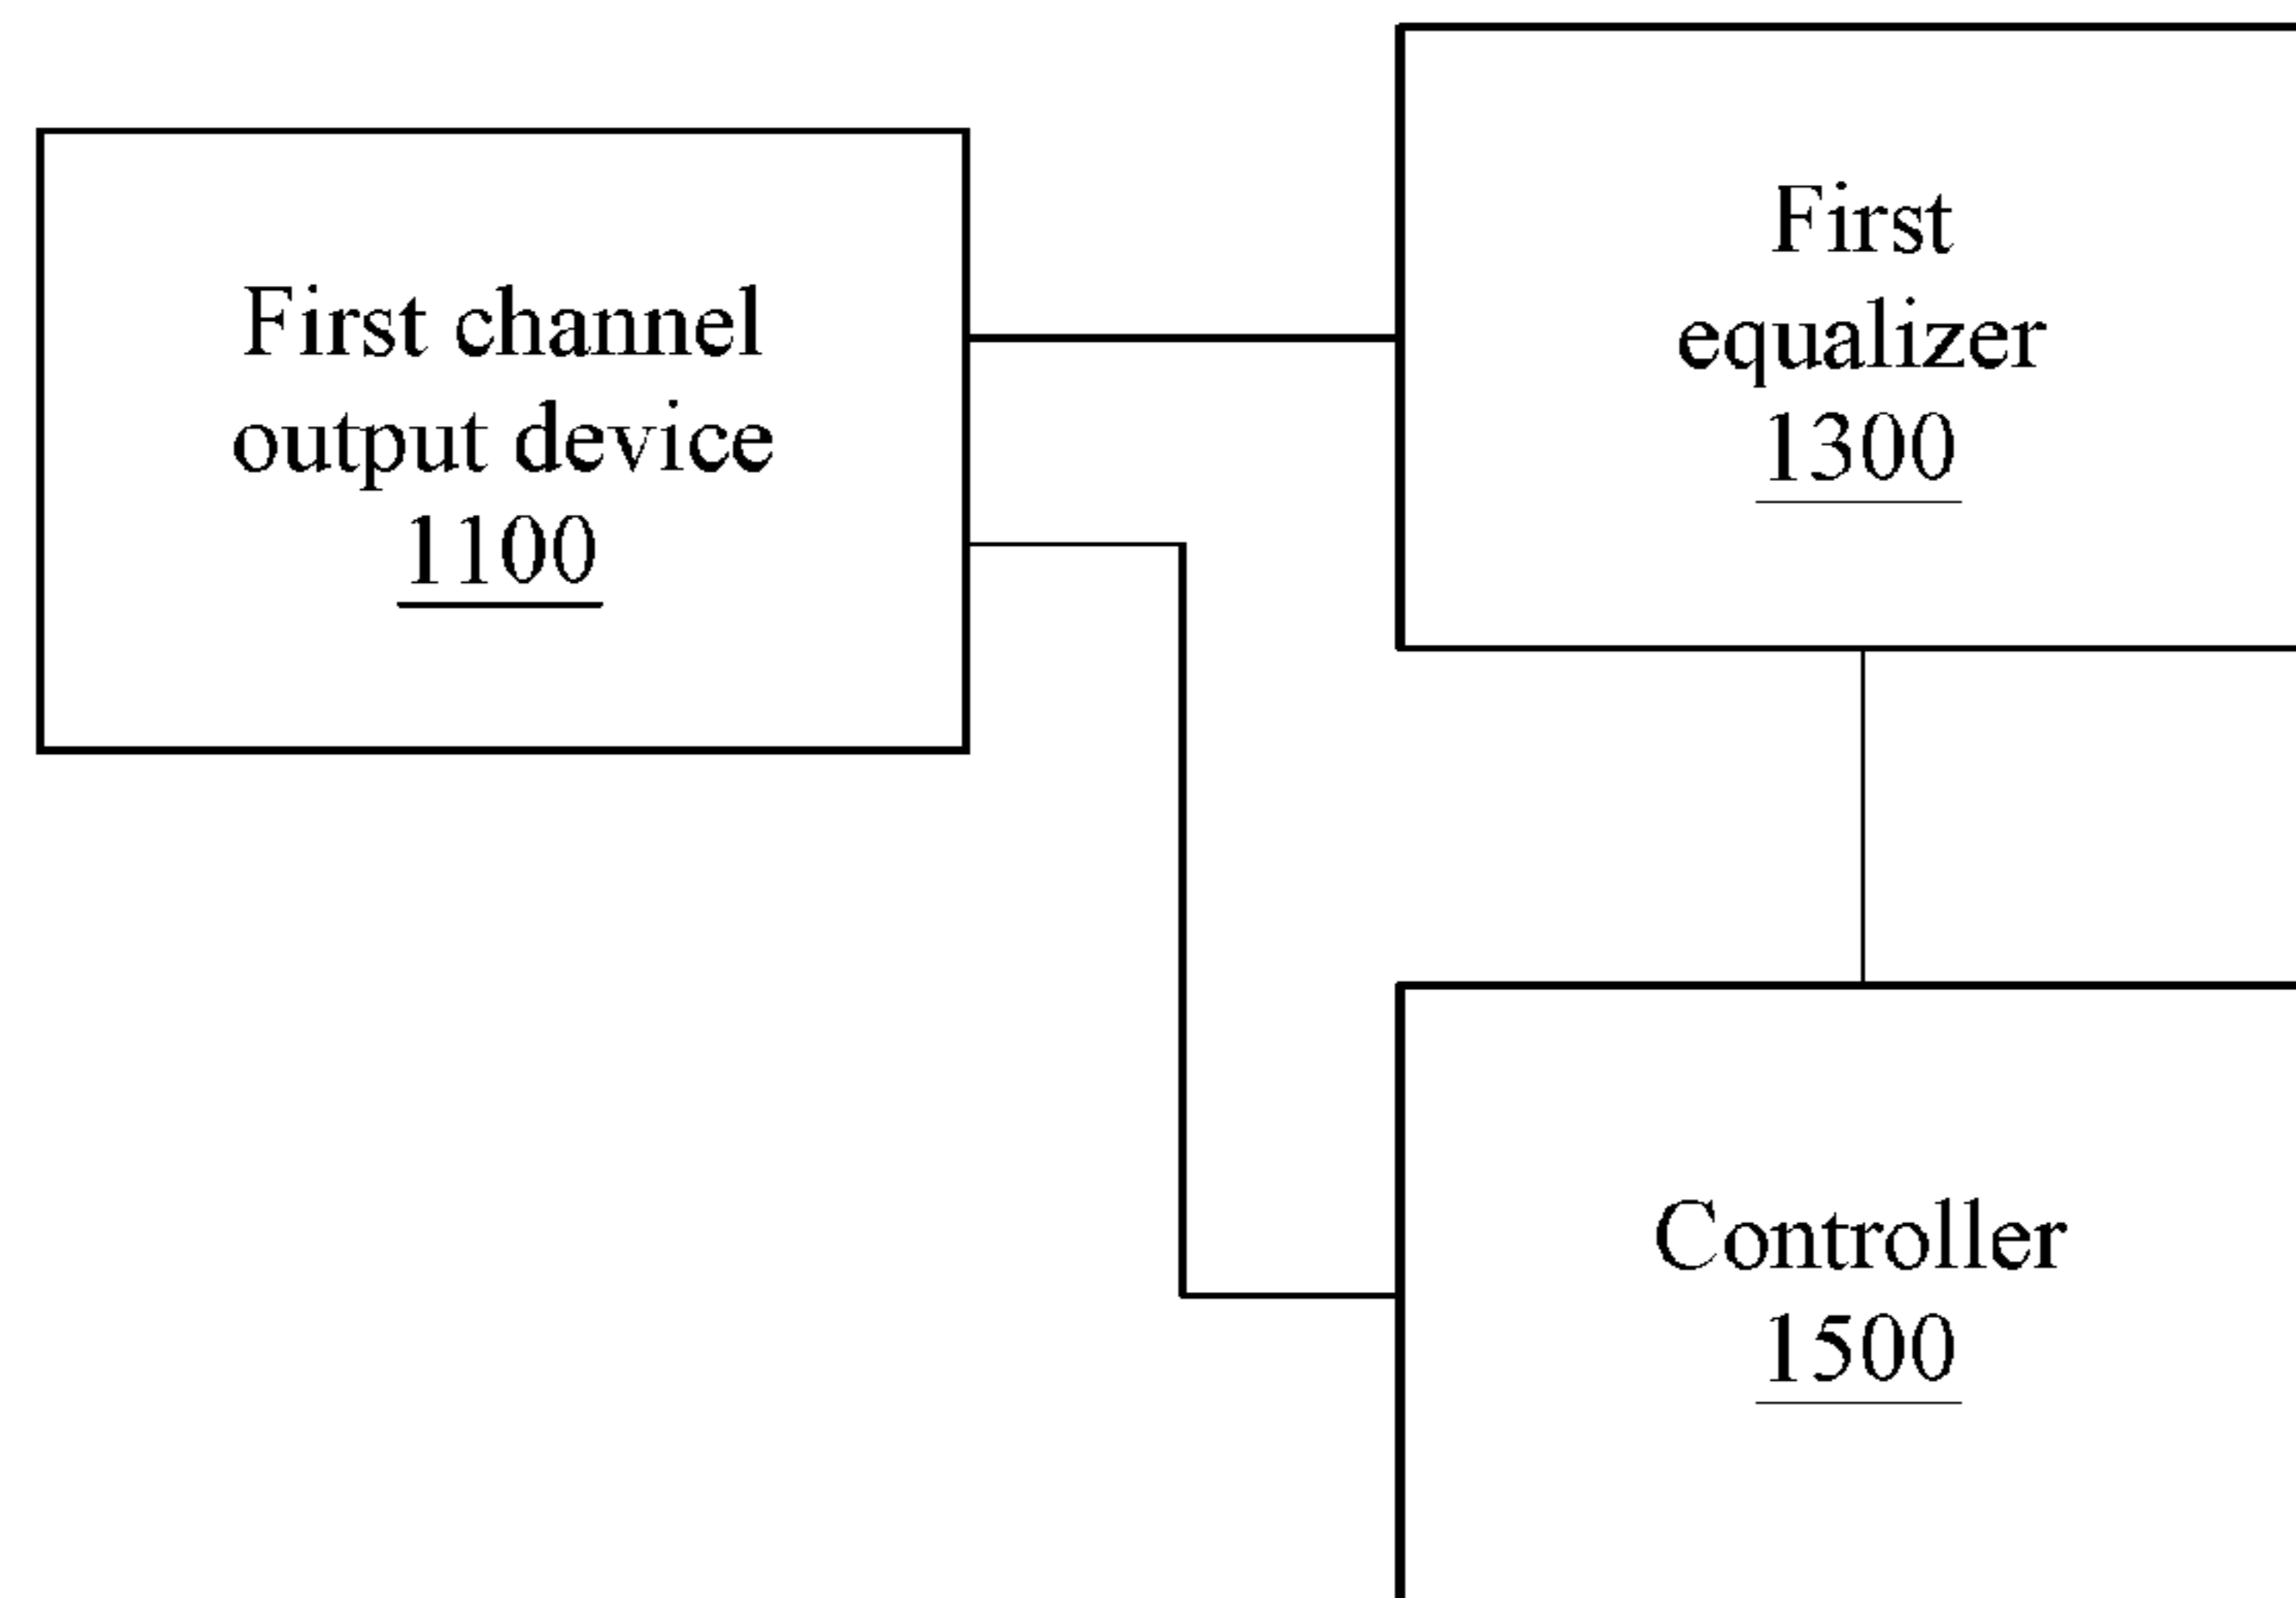 First channel
output device
1100
First
equalizer
1300
Controller
1500